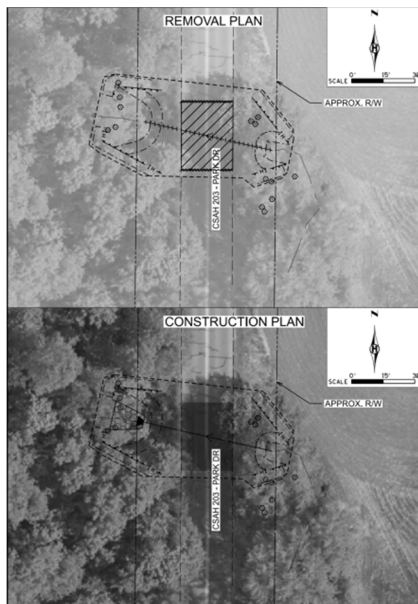 REMOVAL PLAN
N
SCALE 0' 15' 30'
APPROX. R/W
CSAH 203 - PARK DR
CONSTRUCTION PLAN
N
SCALE 0' 15' 30'
APPROX. R/W
CSAH 203 - PARK DR